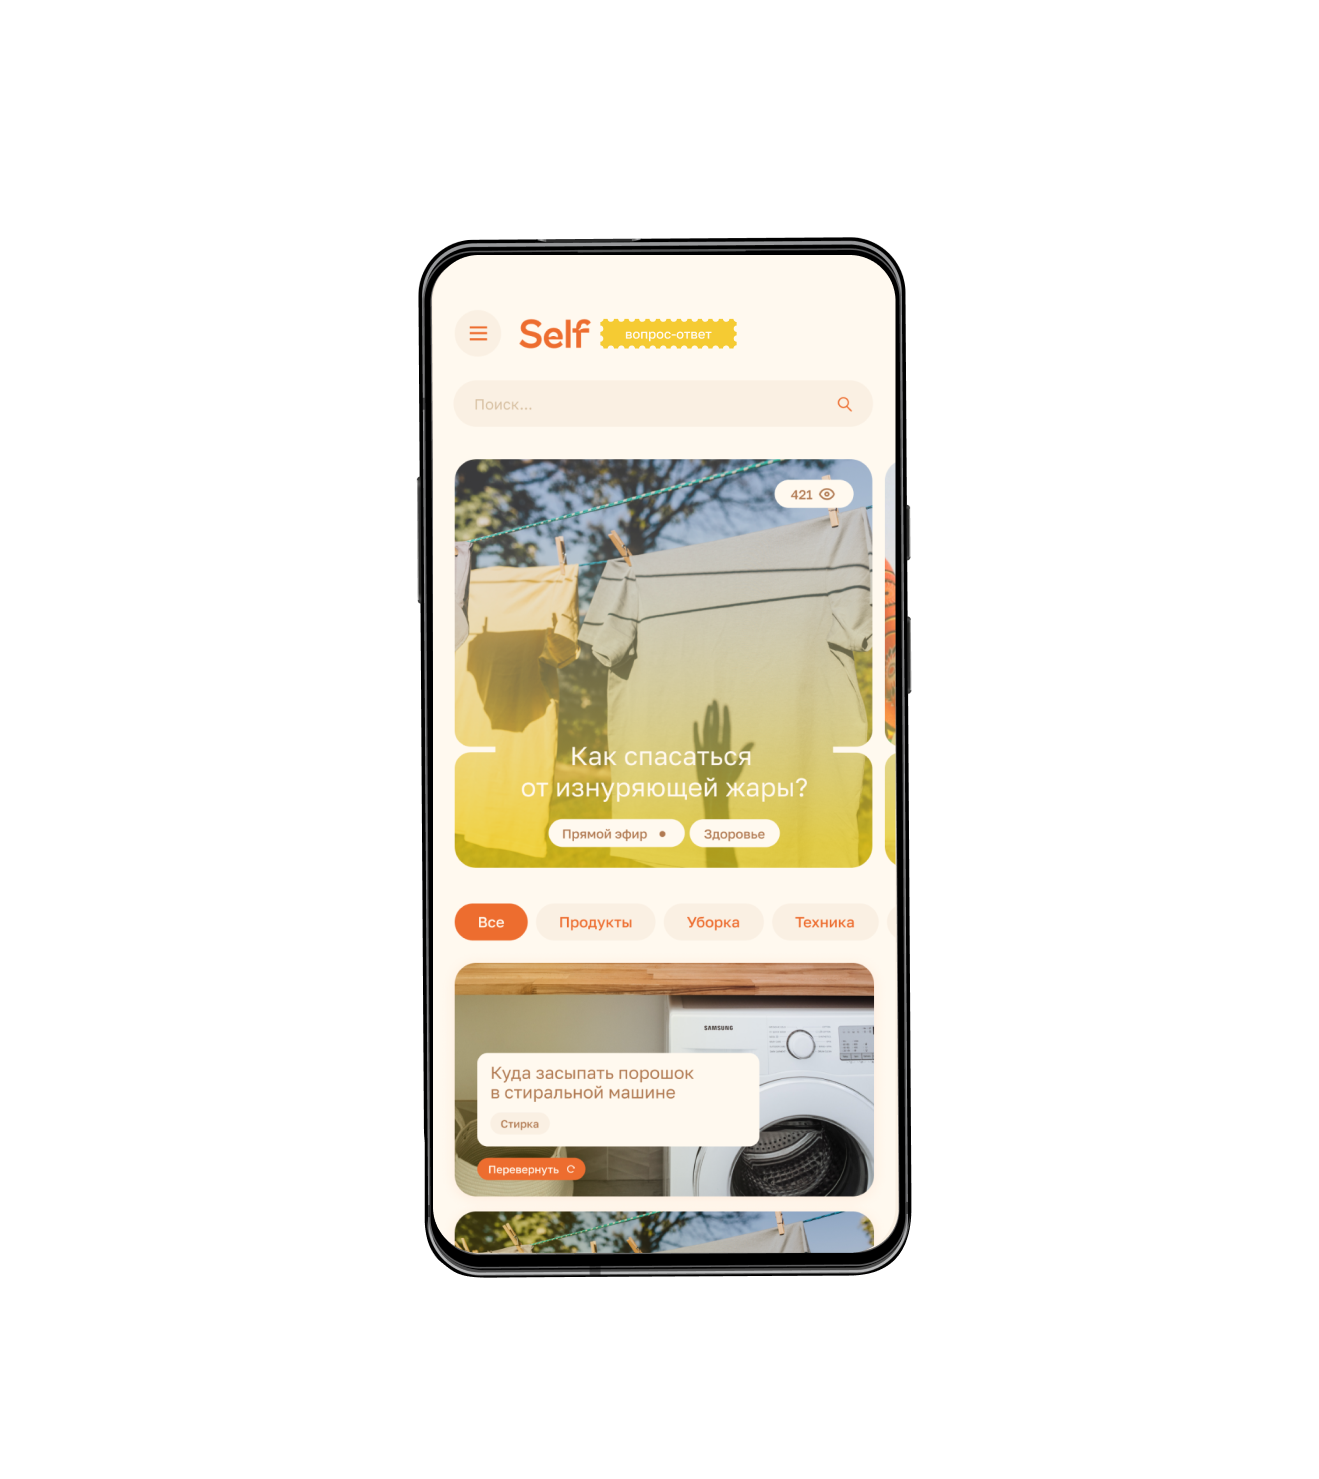 Self
вопрос-ответ
Поиск...
421
Как спасаться
от изнуряющей жары?
Прямой эфир
Здоровье
Все
Продукты
Уборка
Техника
SAMSUNG
Куда засыпать порошок
в стиральной машине
Стирка
Перевернуть